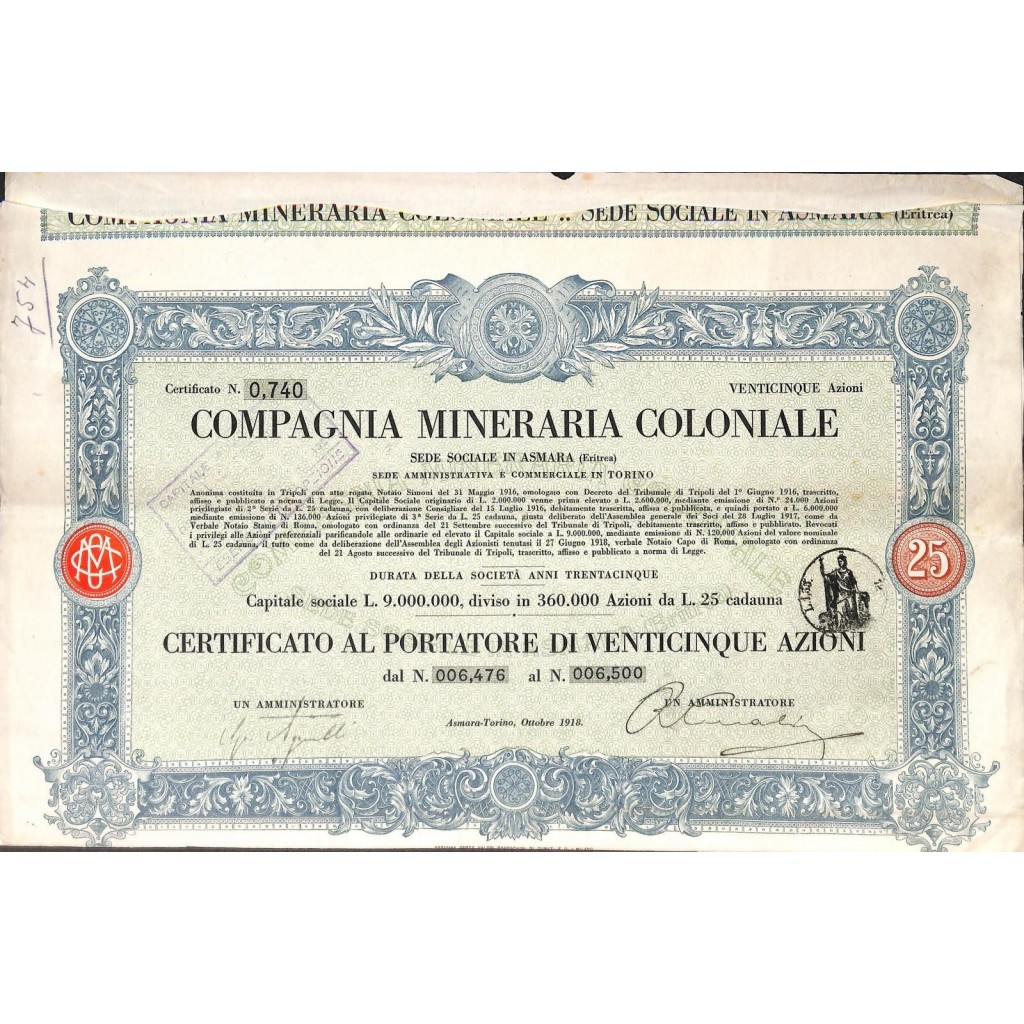 COMPAGNIA MINERARIA COLONIALE .. SEDE SOCIALE IN ASMARA (Eritrea)
754
Certificato N. 0,740
VENTICINQUE Azioni
COMPAGNIA MINERARIA COLONIALE
SEDE SOCIALE IN ASMARA (Eritrea)
SEDE AMMINISTRATIVA E COMMERCIALE IN TORINO
CAPITALE
Anonima costituita in Tripoli con atto rogato Notaio Simoni del 31 Maggio 1916, omologato con Decreto del Tribunale di Tripoli del 1º Giugno 1916, trascritto,
affisso e pubblicato a norma di Legge. Il Capitale Sociale originario di L. 2.000.000 venne prima elevato a L. 2.600.000, mediante emissione di N.º 24.000 Azioni
privilegiate di 2ª Serie da L. 25 cadauna, con deliberazione Consigliare del 15 Luglio 1916, debitamente trascritta, affissa e pubblicata, e quindi portato a L. 6.000.000
mediante emissione di N.º 136.000 Azioni privilegiate di 3ª Serie da L. 25 cadauna, giusta deliberato dell'Assemblea generale dei Soci del 28 Luglio 1917, come da
Verbale Notaio Stame di Roma, omologato con ordinanza del 21 Settembre successivo del Tribunale di Tripoli, debitamente trascritto, affisso e pubblicato. Revocati
i privilegi alle Azioni preferenziali parificandole alle ordinarie ed elevato il Capitale sociale a L. 9.000.000, mediante emissione di N. 120.000 Azioni del valore nominale
di L. 25 cadauna, il tutto come da deliberazione dell'Assemblea degli Azionisti tenutasi il 27 Giugno 1918, verbale Notaio Capo di Roma, omologato con ordinanza
del 21 Agosto successivo del Tribunale di Tripoli, trascritto, affisso e pubblicato a norma di Legge.
25
DURATA DELLA SOCIETÀ ANNI TRENTACINQUE
Capitale sociale L. 9.000.000, diviso in 360.000 Azioni da L. 25 cadauna
CERTIFICATO AL PORTATORE DI VENTICINQUE AZIONI
dal N. 006,476 al N. 006,500
UN AMMINISTRATORE
UN AMMINISTRATORE
Asmara-Torino, Ottobre 1918.